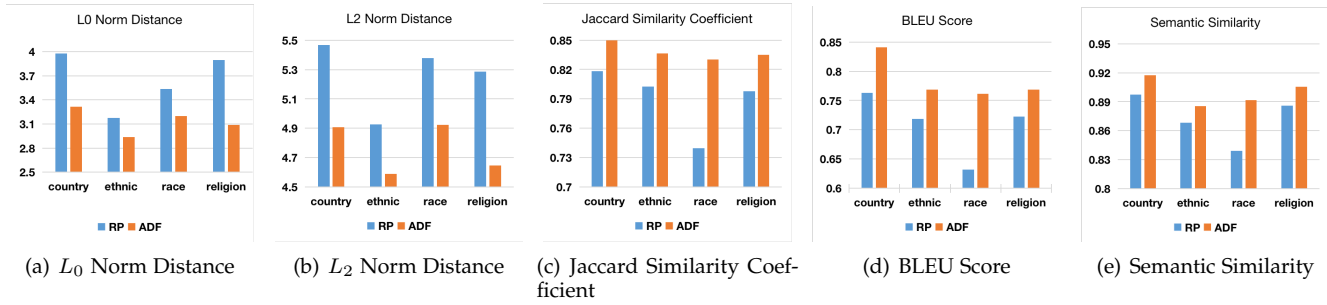 L0 Norm Distance
4
3.7
3.4
3.1
2.8
2.5
country ethnic race religion
RP ADF
(a) L₀ Norm Distance
L2 Norm Distance
5.5
5.3
5.1
4.9
4.7
4.5
country ethnic race religion
RP ADF
(b) L₂ Norm Distance
Jaccard Similarity Coefficient
0.85
0.82
0.79
0.76
0.73
0.7
country ethnic race religion
RP ADF
(c) Jaccard Similarity Coef-
ficient
BLEU Score
0.85
0.8
0.75
0.7
0.65
0.6
country ethnic race religion
RP ADF
(d) BLEU Score
Semantic Similarity
0.95
0.92
0.89
0.86
0.83
0.8
country ethnic race religion
RP ADF
(e) Semantic Similarity